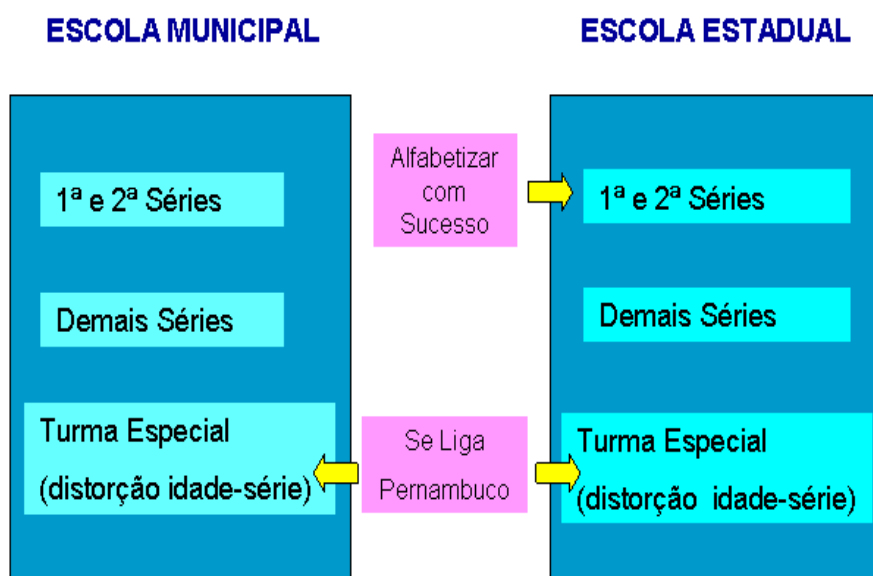 ESCOLA MUNICIPAL
1ª e 2ª Séries
Demais Séries
Turma Especial
(distorção idade-série)
Alfabetizar
com
Sucesso
Se Liga
Pernambuco
ESCOLA ESTADUAL
1ª e 2ª Séries
Demais Séries
Turma Especial
(distorção idade-série)